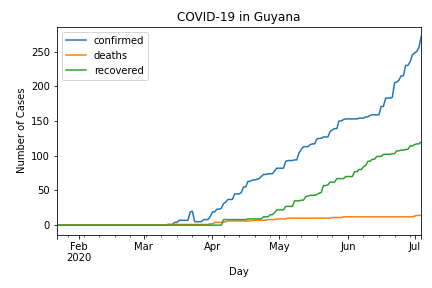 COVID-19 in Guyana
confirmed
deaths
recovered
Number of Cases
250
200
150
100
50
0
Feb
2020
Mar
Apr
May
Jun
Jul
Day